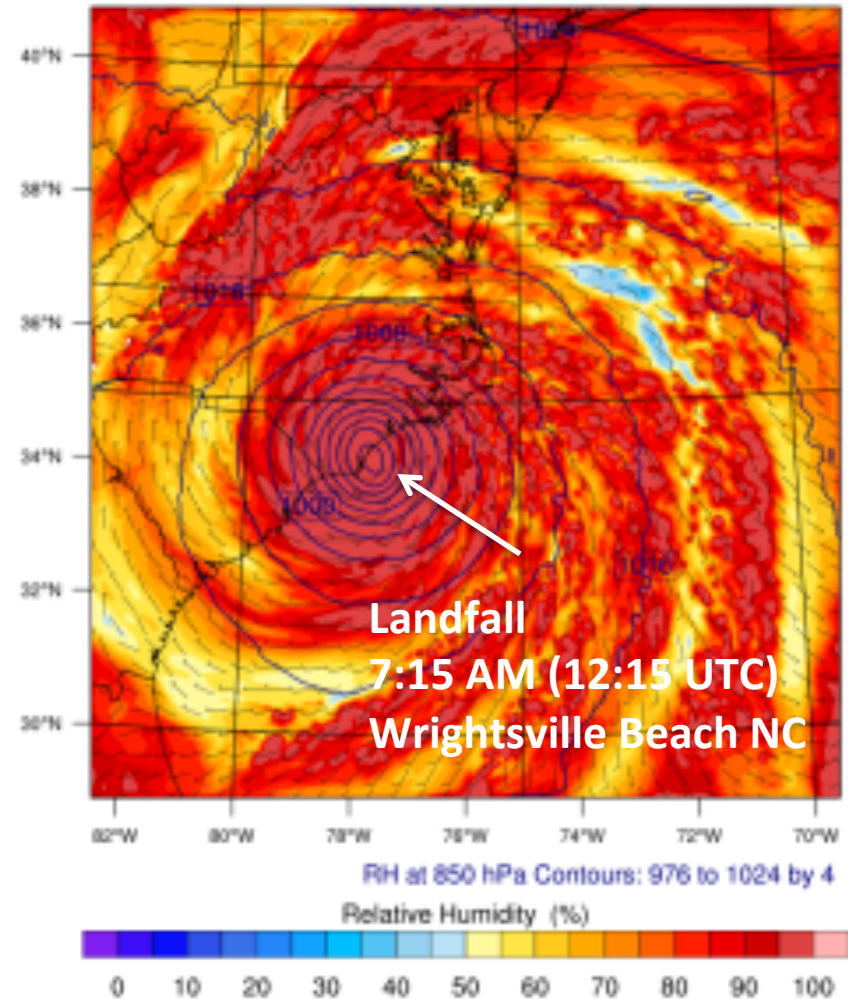 40°N
1024
38°N
1016
36°N
1008
34°N
1009
1016
32°N
Landfall
7:15 AM (12:15 UTC)
Wrightsville Beach NC
30°N
82°W 80°W 78°W 76°W 74°W 72°W 70°W
RH at 850 hPa Contours: 976 to 1024 by 4
Relative Humidity (%)
0 10 20 30 40 50 60 70 80 90 100